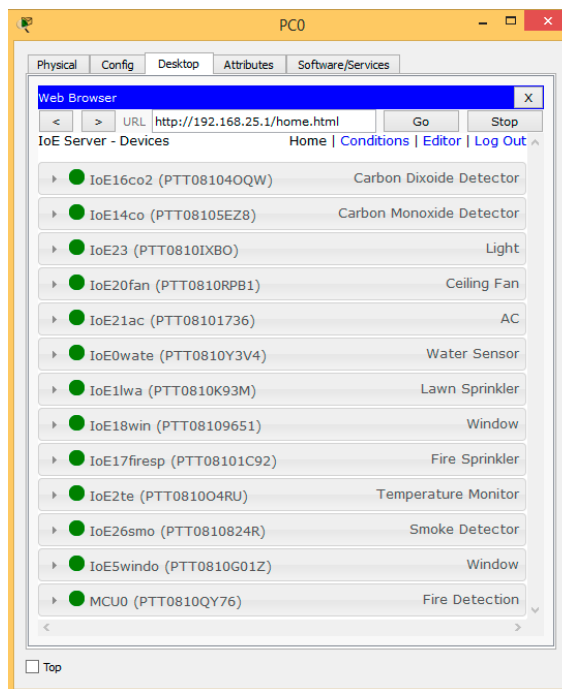 PC0
Physical Config Desktop Attributes Software/Services
Web Browser X
< > URL http://192.168.25.1/home.html Go Stop
IoE Server - Devices Home | Conditions | Editor | Log Out
IoE16co2 (PTT08104OQW) Carbon Dixoide Detector
IoE14co (PTT08105EZ8) Carbon Monoxide Detector
IoE23 (PTT0810IXBO) Light
IoE20fan (PTT0810RPB1) Ceiling Fan
IoE21ac (PTT08101736) AC
IoE0wate (PTT0810Y3V4) Water Sensor
IoE1lwa (PTT0810K93M) Lawn Sprinkler
IoE18win (PTT08109651) Window
IoE17firesp (PTT08101C92) Fire Sprinkler
IoE2te (PTT0810O4RU) Temperature Monitor
IoE26smo (PTT0810824R) Smoke Detector
IoE5windo (PTT0810G01Z) Window
MCU0 (PTT0810QY76) Fire Detection
Top